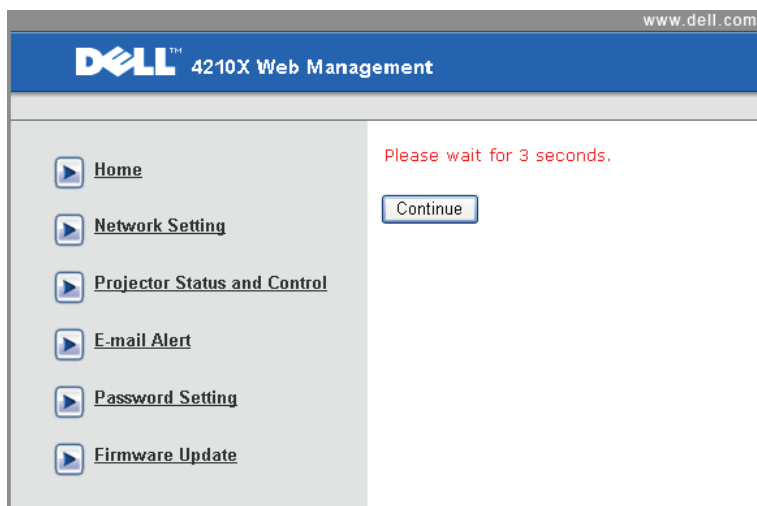 www.dell.com
DELL™ 4210X Web Management
Home
Network Setting
Projector Status and Control
E-mail Alert
Password Setting
Firmware Update
Please wait for 3 seconds.
Continue